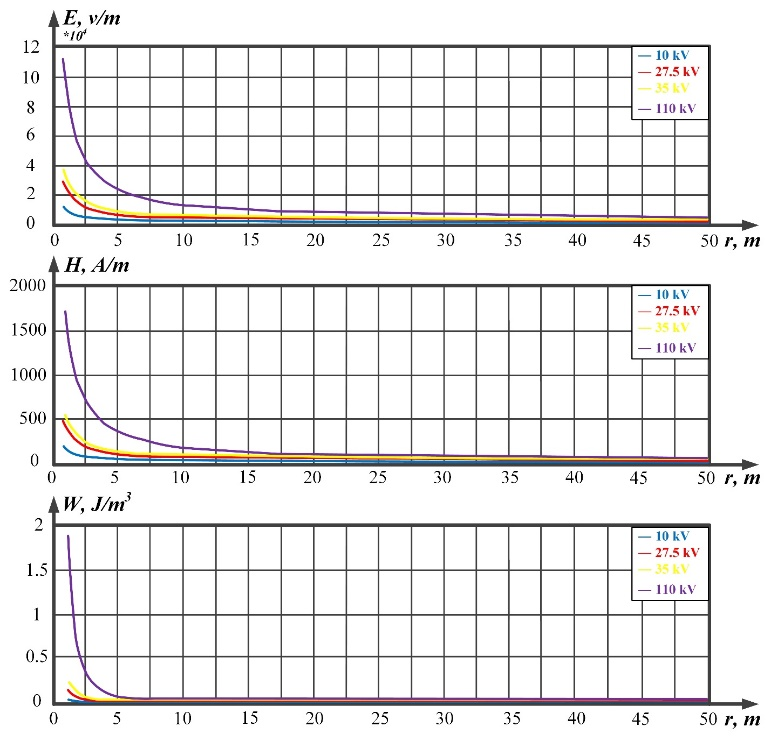 E, v/m
*10⁴
12
10
8
6
4
2
0
0 5 10 15 20 25 30 35 40 45 50 r, m
10 kV
27.5 kV
35 kV
110 kV
H, A/m
2000
1500
1000
500
0
0 5 10 15 20 25 30 35 40 45 50 r, m
10 kV
27.5 kV
35 kV
110 kV
W, J/m³
2
1.5
1
0.5
0
0 5 10 15 20 25 30 35 40 45 50 r, m
10 kV
27.5 kV
35 kV
110 kV